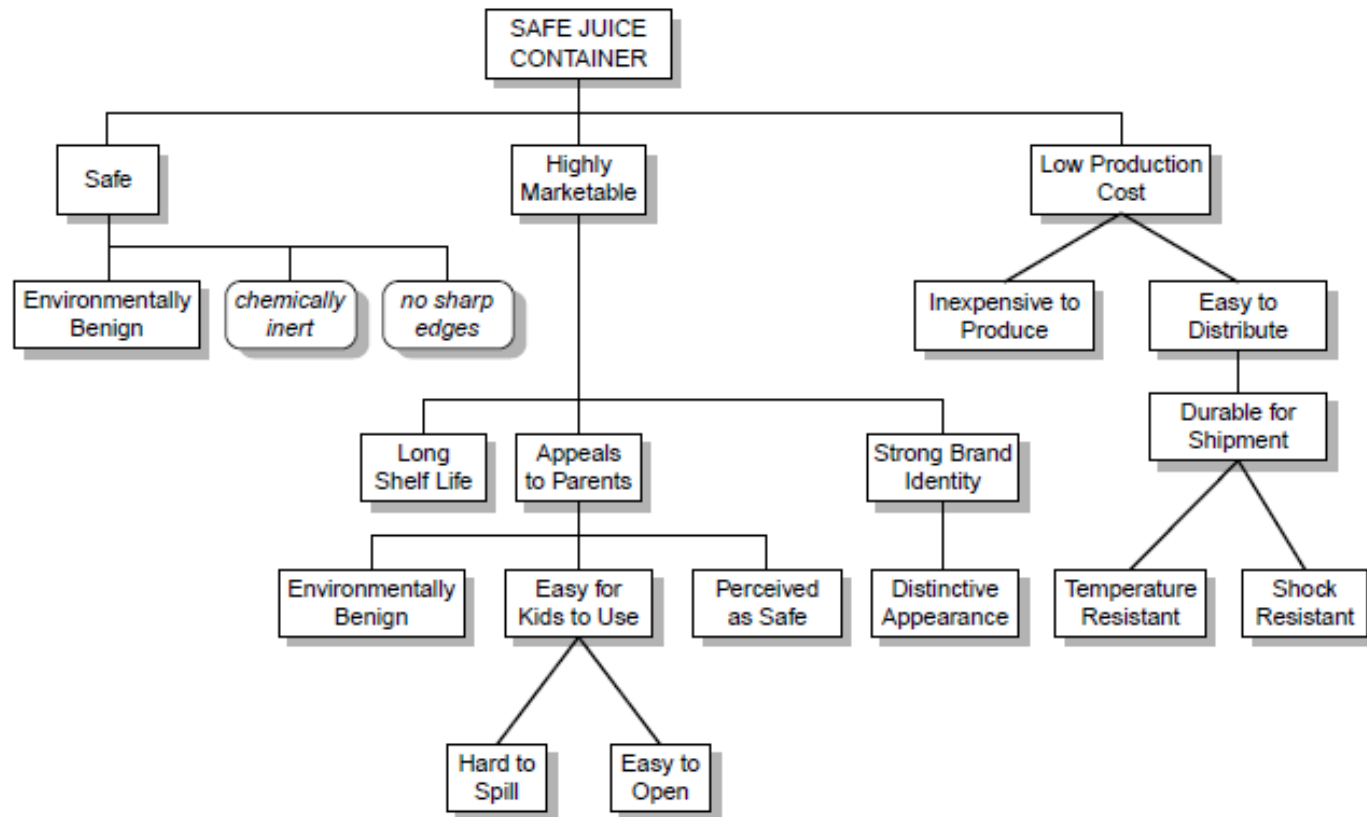 SAFE JUICE
CONTAINER
Safe
Highly
Marketable
Low Production
Cost
Environmentally
Benign
chemically
inert
no sharp
edges
Inexpensive to
Produce
Easy to
Distribute
Durable for
Shipment
Long
Shelf Life
Appeals
to Parents
Strong Brand
Identity
Environmentally
Benign
Easy for
Kids to Use
Perceived
as Safe
Distinctive
Appearance
Temperature
Resistant
Shock
Resistant
Hard to
Spill
Easy to
Open